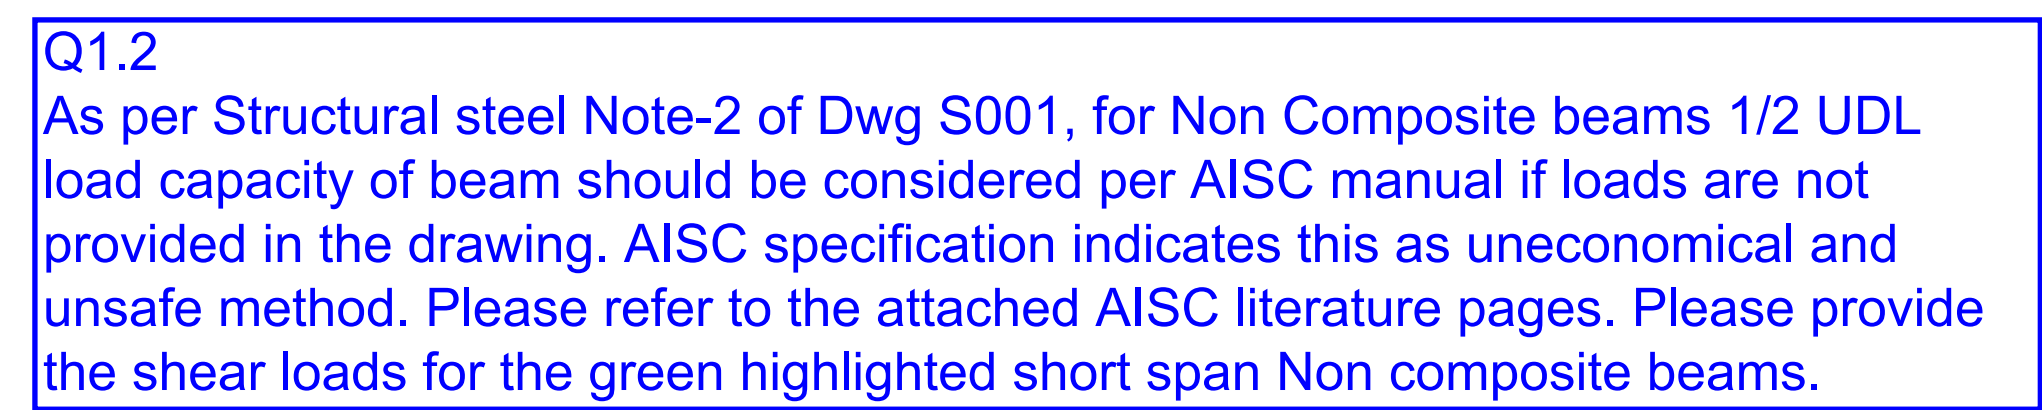 Q1.2
As per Structural steel Note-2 of Dwg S001, for Non Composite beams 1/2 UDL
load capacity of beam should be considered per AISC manual if loads are not
provided in the drawing. AISC specification indicates this as uneconomical and
unsafe method. Please refer to the attached AISC literature pages. Please provide
the shear loads for the green highlighted short span Non composite beams.